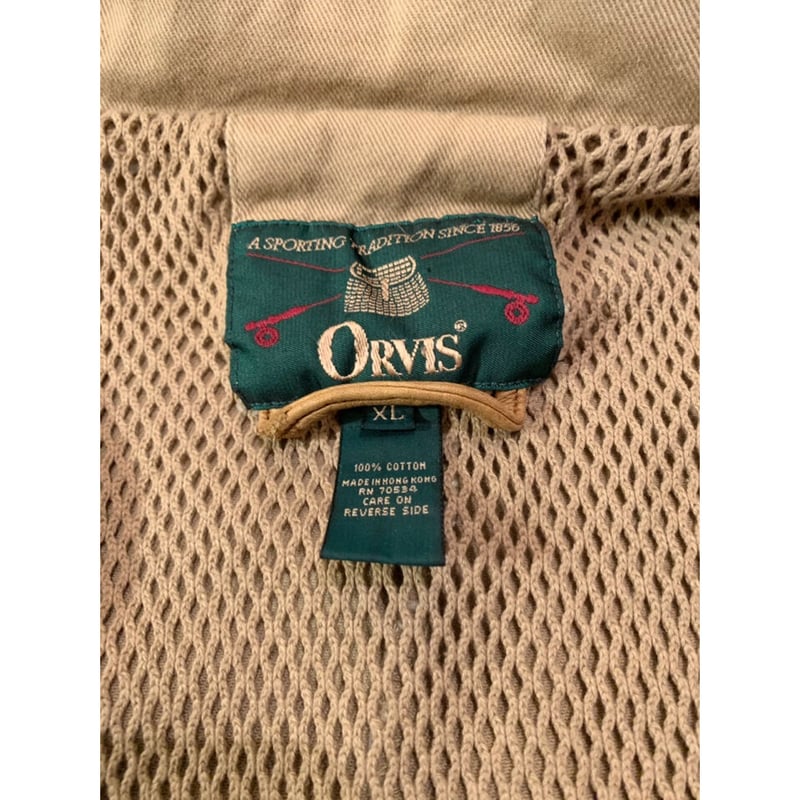 A SPORTING TRADITION SINCE 1856
ORVIS®
XL
100% COTTON
MADE IN HONG KONG
RN 70534
CARE ON
REVERSE SIDE